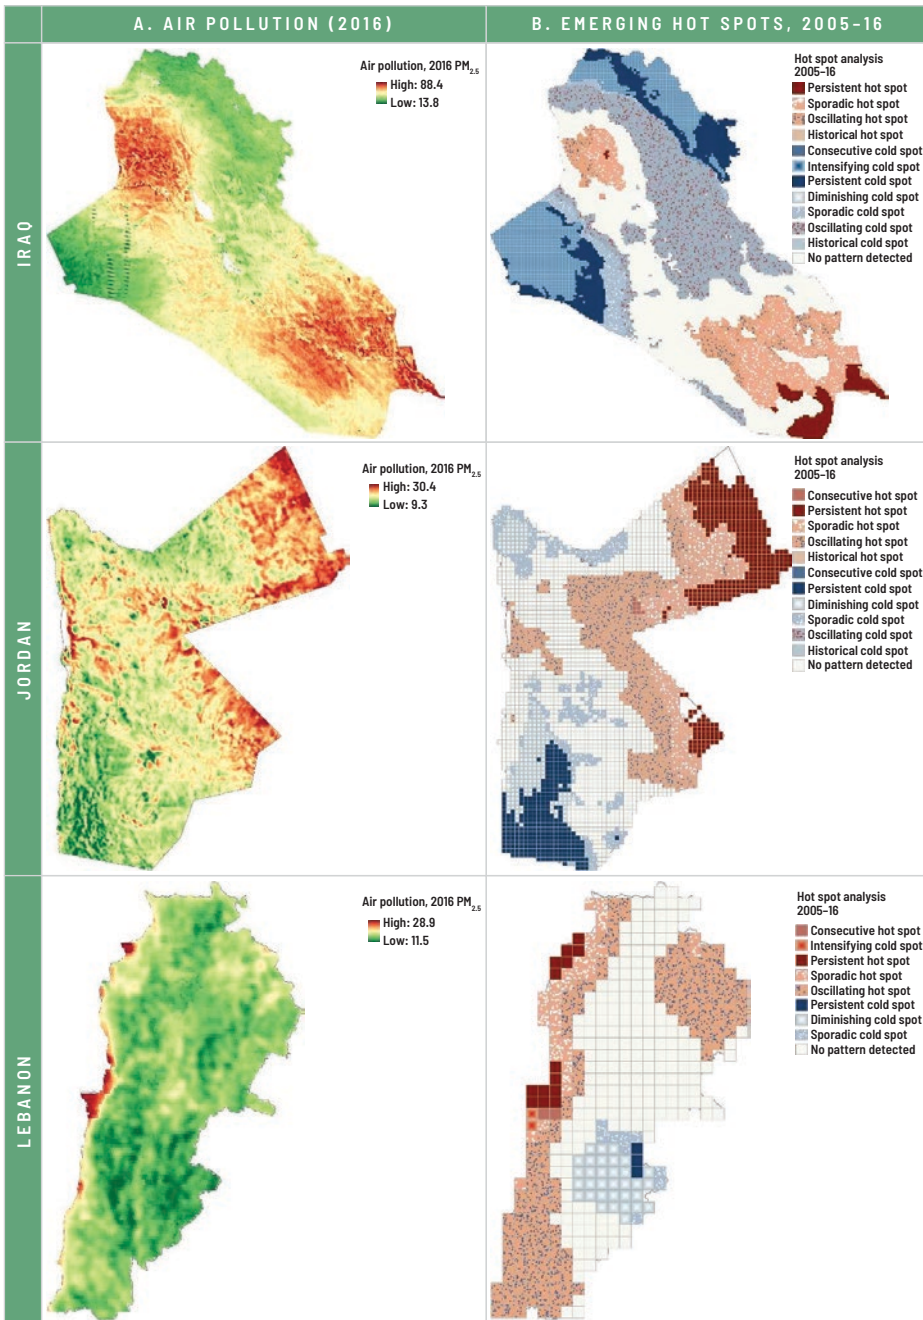 A. AIR POLLUTION (2016)
B. EMERGING HOT SPOTS, 2005–16
IRAQ
Air pollution, 2016 PM2.5
High: 88.4
Low: 13.8
Hot spot analysis
2005–16
Persistent hot spot
Sporadic hot spot
Oscillating hot spot
Historical hot spot
Consecutive cold spot
Intensifying cold spot
Persistent cold spot
Diminishing cold spot
Sporadic cold spot
Oscillating cold spot
Historical cold spot
No pattern detected
JORDAN
Air pollution, 2016 PM2.5
High: 30.4
Low: 9.3
Hot spot analysis
2005–16
Consecutive hot spot
Persistent hot spot
Sporadic hot spot
Oscillating hot spot
Historical hot spot
Consecutive cold spot
Persistent cold spot
Diminishing cold spot
Sporadic cold spot
Oscillating cold spot
Historical cold spot
No pattern detected
LEBANON
Air pollution, 2016 PM2.5
High: 28.9
Low: 11.5
Hot spot analysis
2005–16
Consecutive hot spot
Intensifying cold spot
Persistent hot spot
Sporadic hot spot
Oscillating hot spot
Persistent cold spot
Diminishing cold spot
Sporadic cold spot
No pattern detected